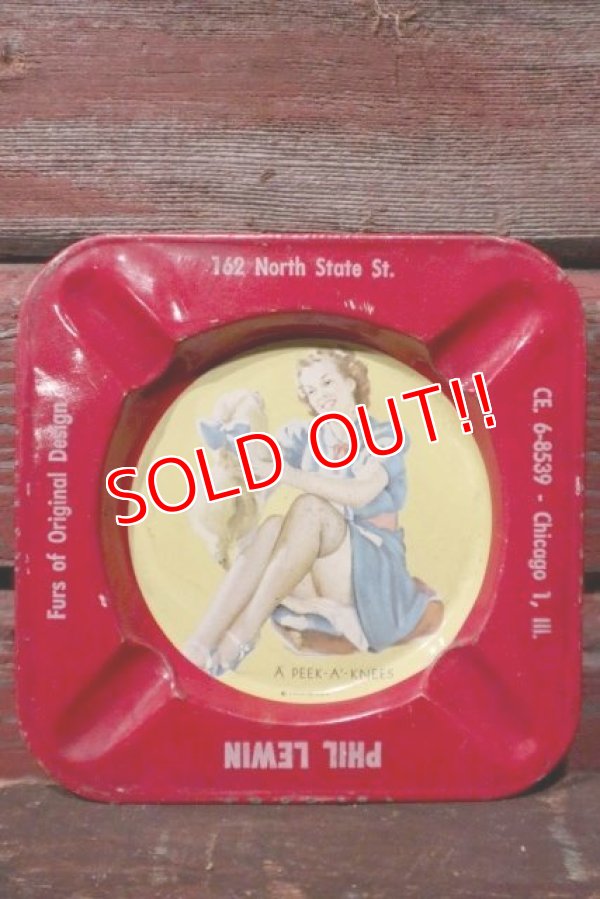 162 North State St.
CE. 6-8539 - Chicago 1, Ill.
PHIL LEWIN
Furs of Original Design
SOLD OUT!!
A PEEK-A'-KNEES